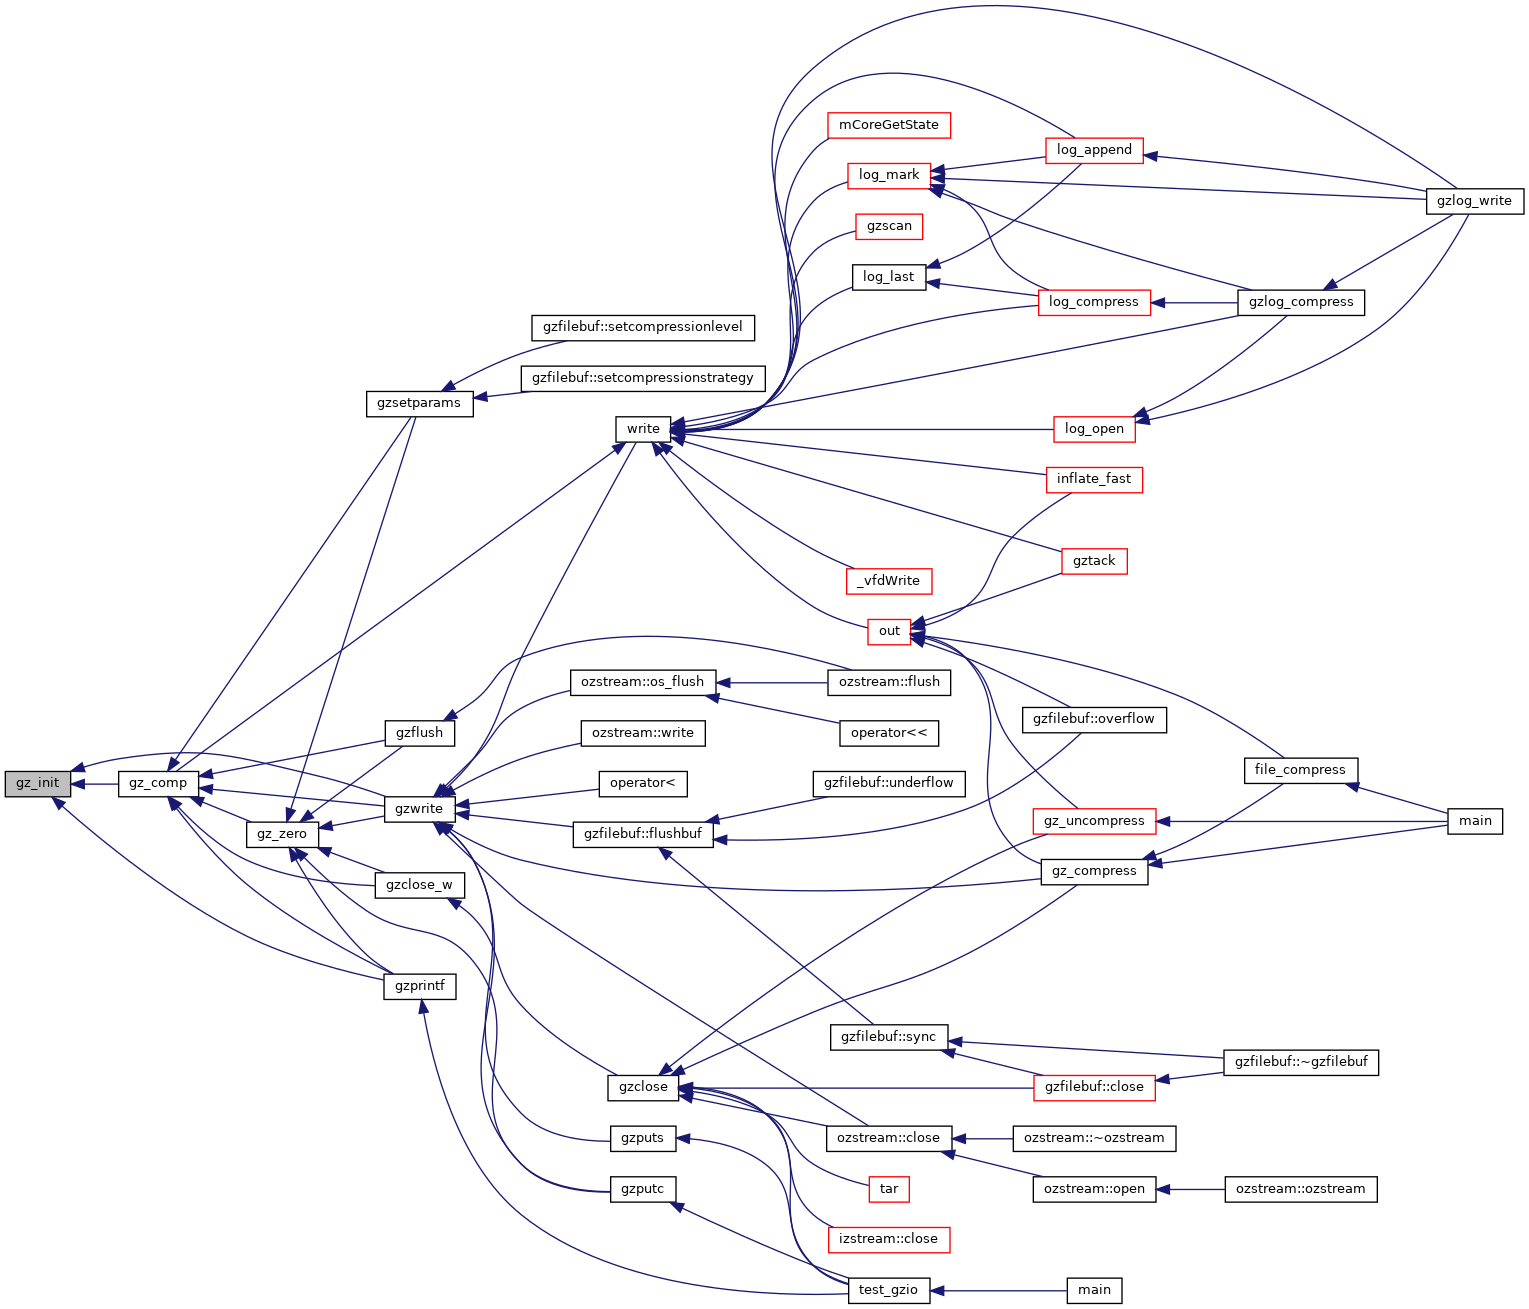 mCoreGetState
log_append
log_mark
gzlog_write
gzscan
log_last
log_compress
gzlog_compress
gzfilebuf::setcompressionlevel
gzfilebuf::setcompressionstrategy
gzsetparams
write
log_open
inflate_fast
gztack
_vfdWrite
out
ozstream::os_flush
ozstream::flush
gzfilebuf::overflow
gzflush
ozstream::write
operator<<
file_compress
gz_init
gz_comp
operator<
gzfilebuf::underflow
gzwrite
gz_zero
gzfilebuf::flushbuf
gz_uncompress
main
gz_compress
gzclose_w
gzprintf
gzfilebuf::sync
gzfilebuf::~gzfilebuf
gzclose
gzfilebuf::close
gzputs
ozstream::close
ozstream::~ozstream
gzputc
tar
ozstream::open
ozstream::ozstream
izstream::close
test_gzio
main